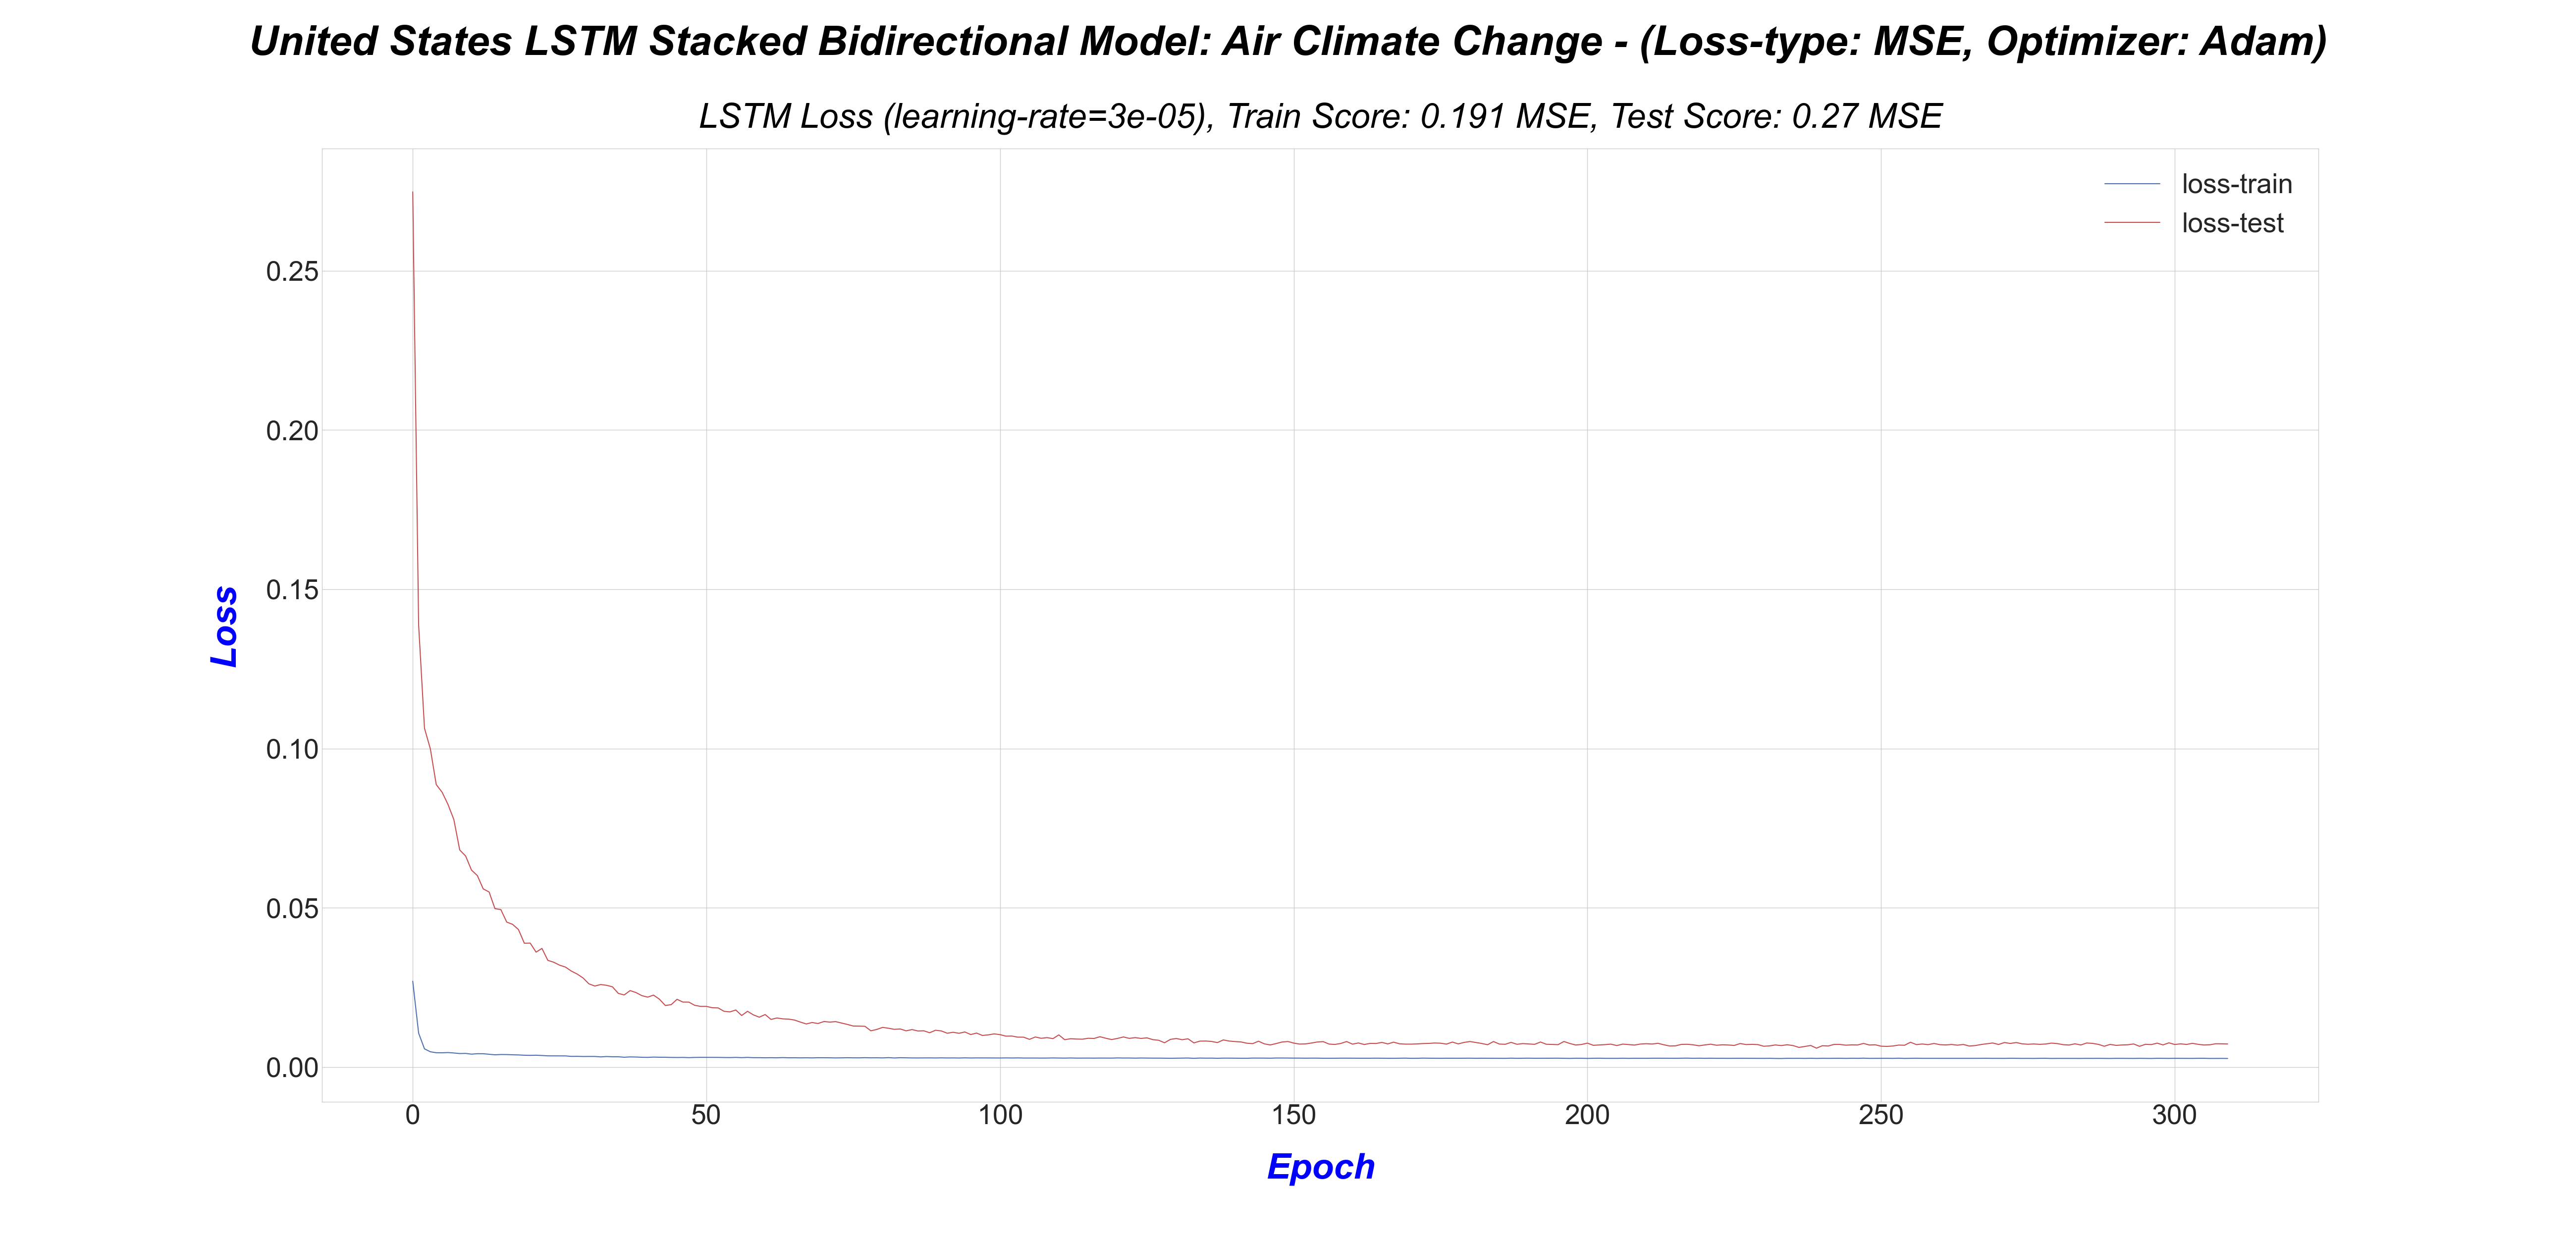 United States LSTM Stacked Bidirectional Model: Air Climate Change - (Loss-type: MSE, Optimizer: Adam)
LSTM Loss (learning-rate=3e-05), Train Score: 0.191 MSE, Test Score: 0.27 MSE
loss-train
loss-test
0.25
0.20
0.15
0.10
0.05
0.00
Loss
0 50 100 150 200 250 300
Epoch